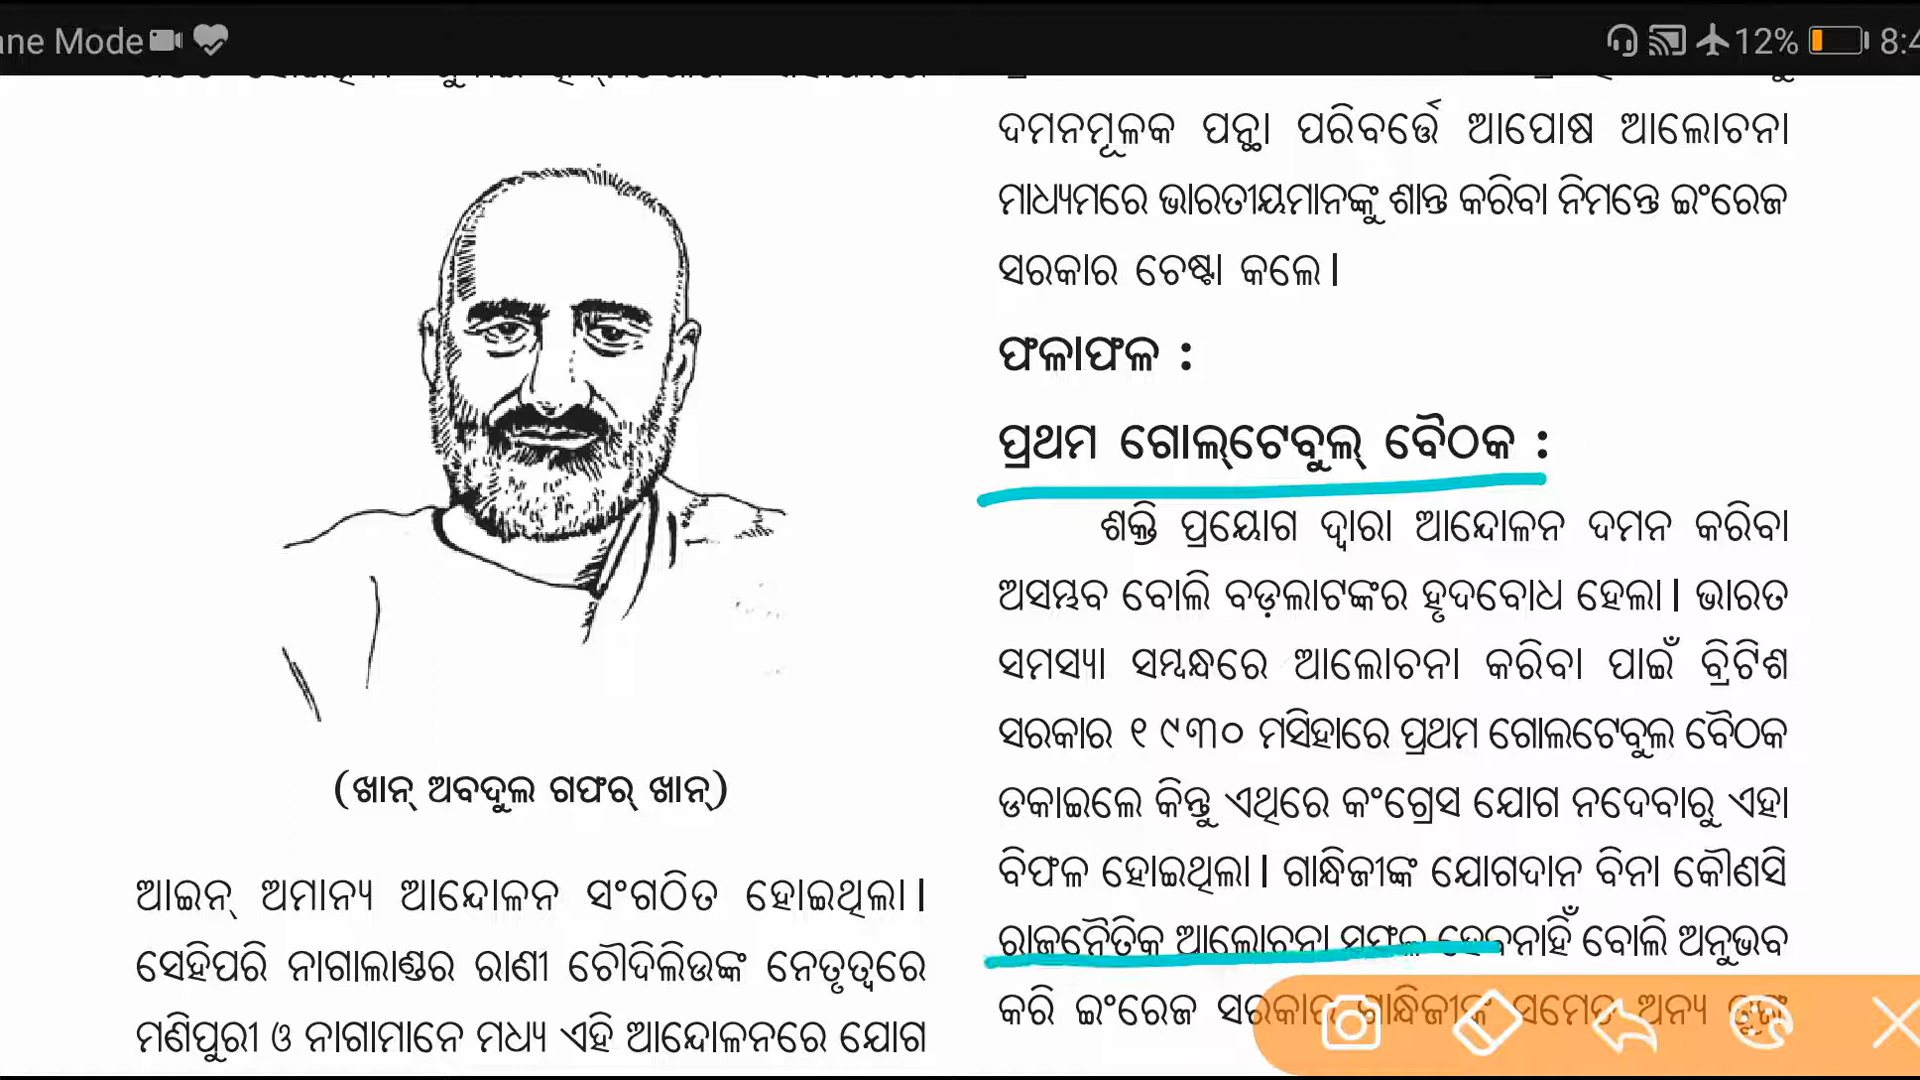 ane Mode
12%
8:4
ଦମନମୂଳକ ପନ୍ଥା ପରିବର୍ତ୍ତେ ଆପୋଷ ଆଲୋଚନା
ମାଧ୍ୟମରେ ଭାରତୀୟମାନଙ୍କୁ ଶାନ୍ତ କରିବା ନିମନ୍ତେ ଇଂରେଜ
ସରକାର ଚେଷ୍ଟା କଲେ।
ଫଳାଫଳ :
ପ୍ରଥମ ଗୋଲ୍‌ଟେବୁଲ୍ ବୈଠକ :
ଶକ୍ତି ପ୍ରୟୋଗ ଦ୍ୱାରା ଆନ୍ଦୋଳନ ଦମନ କରିବା
ଅସମ୍ଭବ ବୋଲି ବଡ଼ଲାଟଙ୍କର ହୃଦବୋଧ ହେଲା। ଭାରତ
ସମସ୍ୟା ସମ୍ବନ୍ଧରେ ଆଲୋଚନା କରିବା ପାଇଁ ବ୍ରିଟିଶ
ସରକାର ୧୯୩୦ ମସିହାରେ ପ୍ରଥମ ଗୋଲଟେବୁଲ ବୈଠକ
ଡକାଇଲେ କିନ୍ତୁ ଏଥିରେ କଂଗ୍ରେସ ଯୋଗ ନଦେବାରୁ ଏହା
ବିଫଳ ହୋଇଥିଲା। ଗାନ୍ଧିଜୀଙ୍କ ଯୋଗଦାନ ବିନା କୌଣସି
ରାଜନୈତିକ ଆଲୋଚନା ସଫଳ ହେବନାହିଁ ବୋଲି ଅନୁଭବ
କରି ଇଂରେଜ ସରକାର ଗାନ୍ଧିଜୀଙ୍କ ସମେତ ଅନ୍ୟ
(ଖାନ୍ ଅବଦୁଲ ଗଫର୍ ଖାନ୍)
ଆଇନ୍ ଅମାନ୍ୟ ଆନ୍ଦୋଳନ ସଂଗଠିତ ହୋଇଥିଲା।
ସେହିପରି ନାଗାଲାଣ୍ଡର ରାଣୀ ଚୌଦିଲିଉଙ୍କ ନେତୃତ୍ୱରେ
ମଣିପୁରୀ ଓ ନାଗାମାନେ ମଧ୍ୟ ଏହି ଆନ୍ଦୋଳନରେ ଯୋଗ